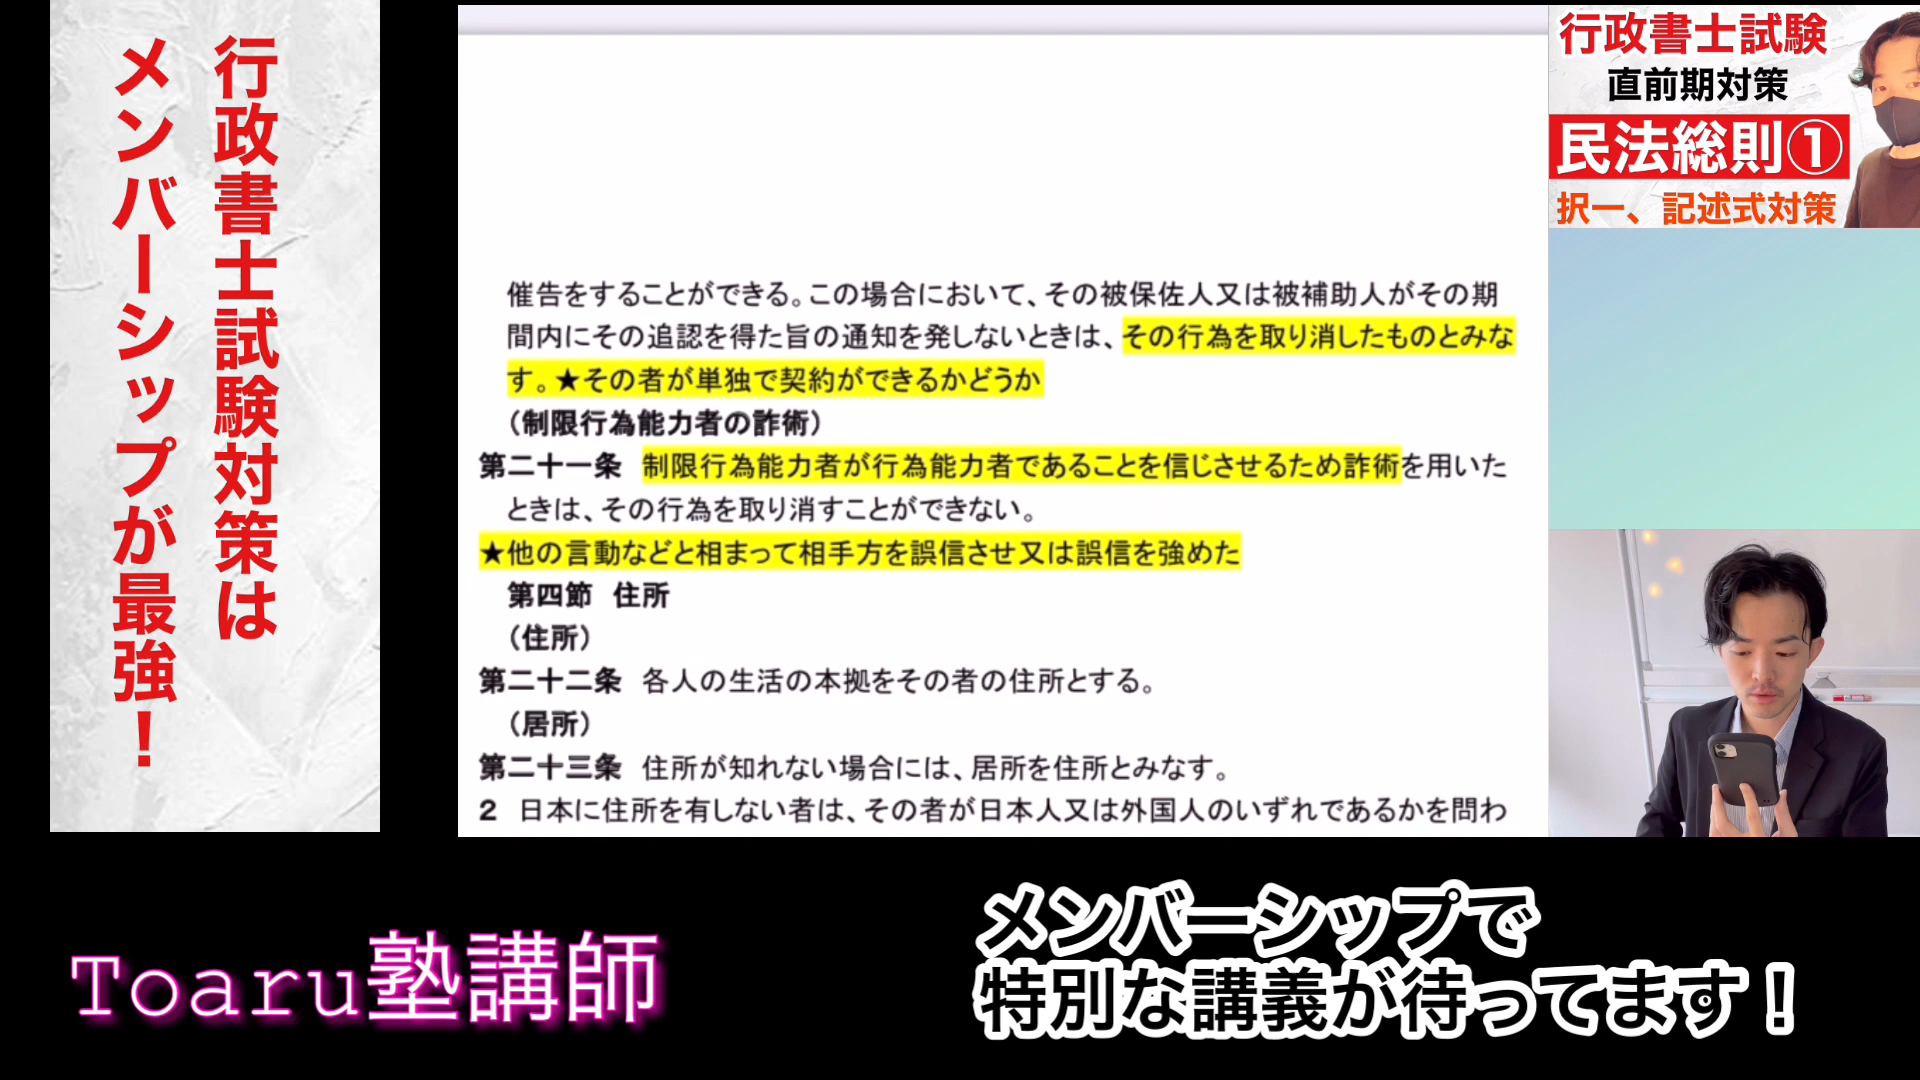 行政書士試験対策は
メンバーシップが最強！
催告をすることができる。この場合において、その被保佐人又は被補助人がその期
間内にその追認を得た旨の通知を発しないときは、その行為を取り消したものとみな
す。★その者が単独で契約ができるかどうか
（制限行為能力者の詐術）
第二十一条　制限行為能力者が行為能力者であることを信じさせるため詐術を用いた
ときは、その行為を取り消すことができない。
★他の言動などと相まって相手方を誤信させ又は誤信を強めた
第四節　住所
（住所）
第二十二条　各人の生活の本拠をその者の住所とする。
（居所）
第二十三条　住所が知れない場合には、居所を住所とみなす。
2　日本に住所を有しない者は、その者が日本人又は外国人のいずれであるかを問わ
行政書士試験
直前期対策
民法総則①
択一、記述式対策
Toaru塾講師
メンバーシップで
特別な講義が待ってます！